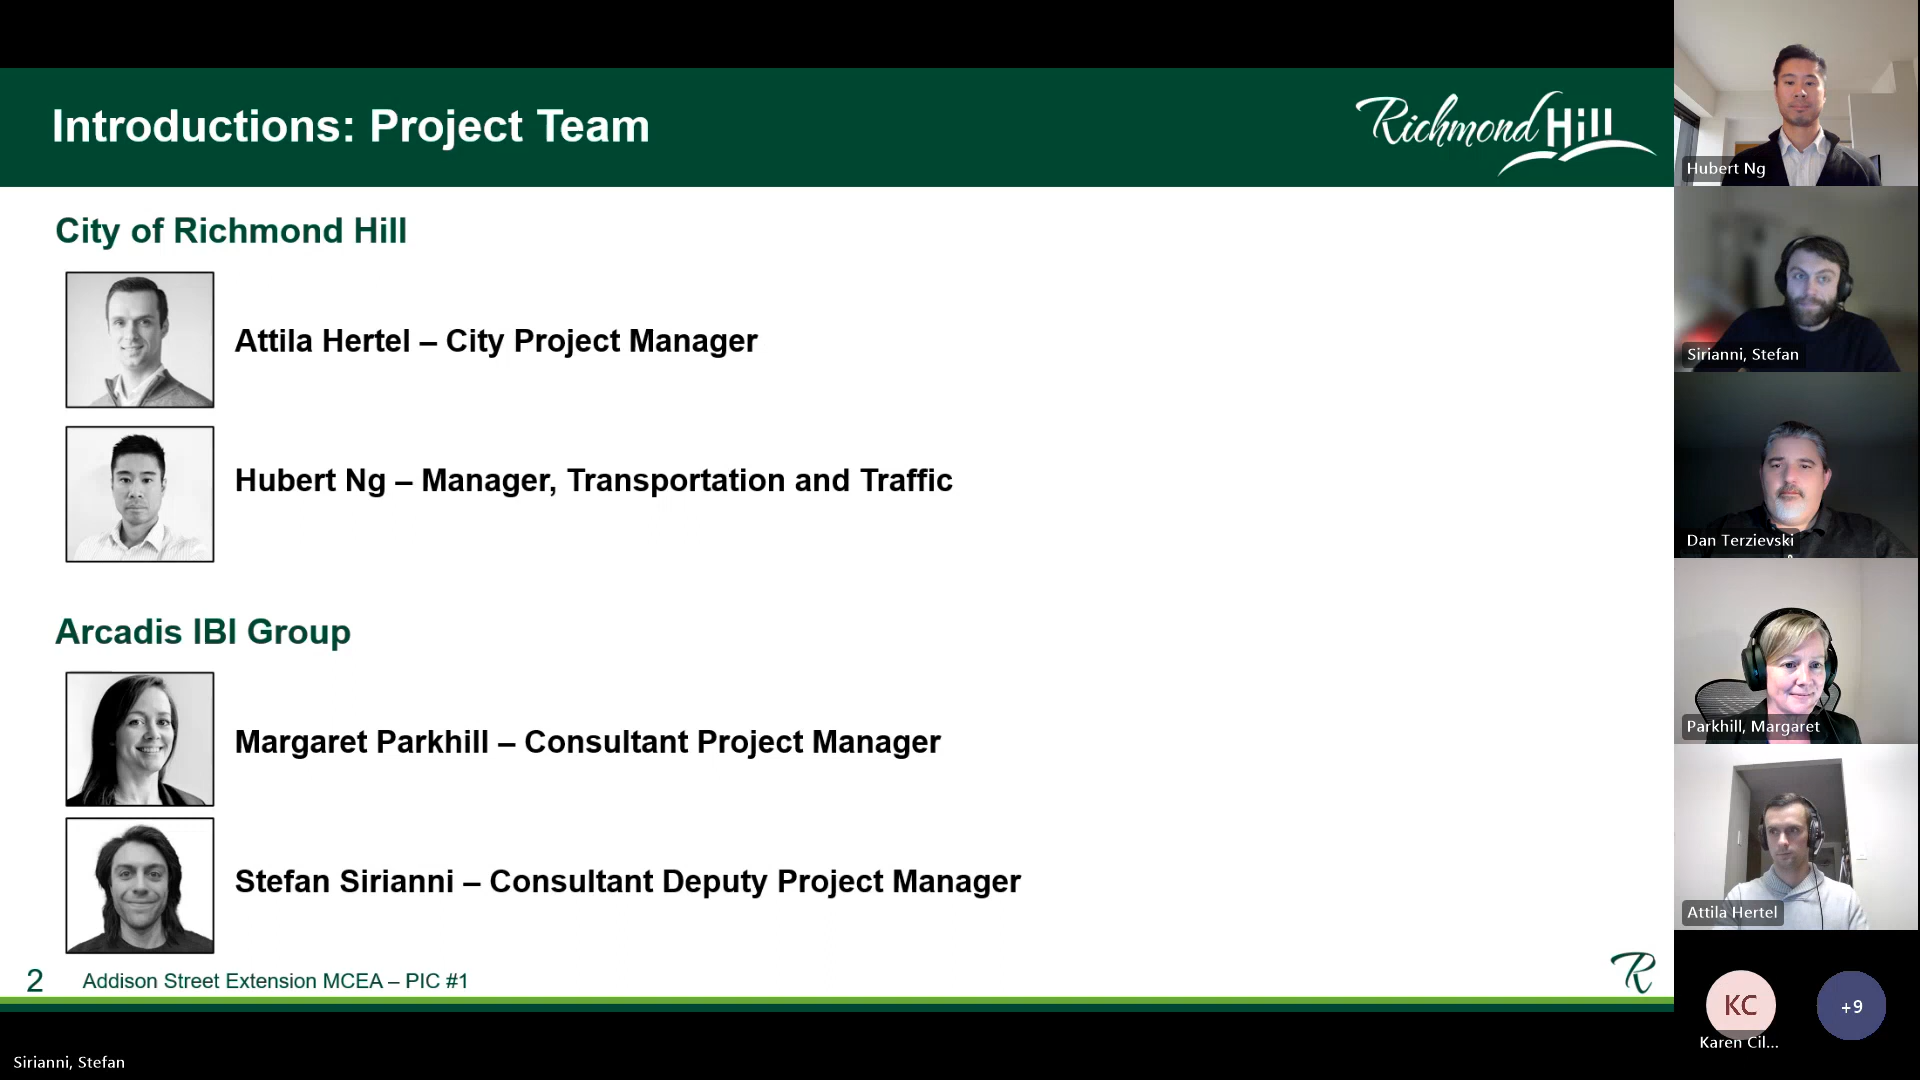 Introductions: Project Team
Richmond Hill
City of Richmond Hill
Attila Hertel – City Project Manager
Hubert Ng – Manager, Transportation and Traffic
Arcadis IBI Group
Margaret Parkhill – Consultant Project Manager
Stefan Sirianni – Consultant Deputy Project Manager
2
Addison Street Extension MCEA – PIC #1
R
Sirianni, Stefan
Hubert Ng
Sirianni, Stefan
Dan Terzievski
Parkhill, Margaret
Attila Hertel
KC
+9
Karen Cil...